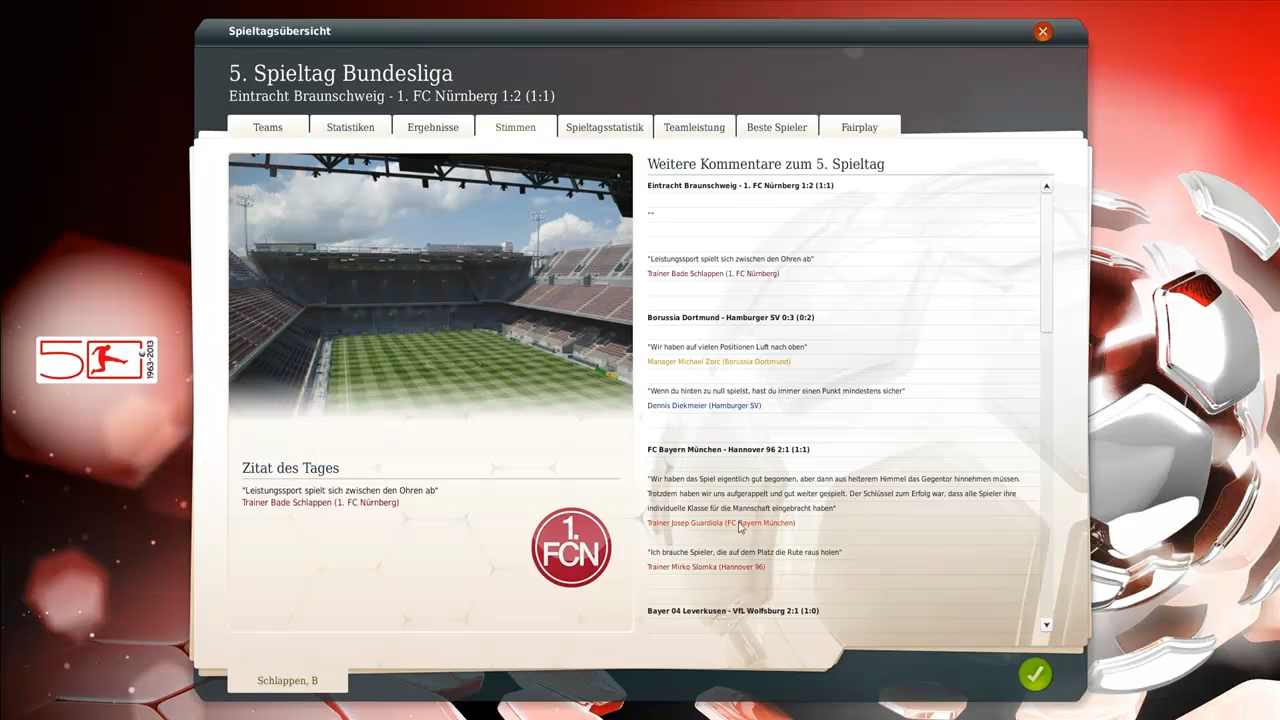 Spieltagsübersicht
5. Spieltag Bundesliga
Eintracht Braunschweig - 1. FC Nürnberg 1:2 (1:1)
Teams
Statistiken
Ergebnisse
Stimmen
Spieltagsstatistik
Teamleistung
Beste Spieler
Fairplay
Weitere Kommentare zum 5. Spieltag
Eintracht Braunschweig - 1. FC Nürnberg 1:2 (1:1)
--
"Leistungssport spielt sich zwischen den Ohren ab"
Trainer Bade Schlappen (1. FC Nürnberg)
Borussia Dortmund - Hamburger SV 0:3 (0:2)
"Wir haben auf vielen Positionen Luft nach oben"
Manager Michael Zorc (Borussia Dortmund)
"Wenn du hinten zu null spielst, hast du immer einen Punkt mindestens sicher"
Dennis Diekmeier (Hamburger SV)
FC Bayern München - Hannover 96 2:1 (1:1)
"Wir haben das Spiel eigentlich gut begonnen, aber dann aus heiterem Himmel das Gegentor hinnehmen müssen.
Trotzdem haben wir uns aufgerappelt und gut weiter gespielt. Der Schlüssel zum Erfolg war, dass alle Spieler ihre
individuelle Klasse für die Mannschaft eingebracht haben"
Trainer Josep Guardiola (FC Bayern München)
"Ich brauche Spieler, die auf dem Platz die Rute raus holen"
Trainer Mirko Slomka (Hannover 96)
Bayer 04 Leverkusen - VfL Wolfsburg 2:1 (1:0)
Zitat des Tages
"Leistungssport spielt sich zwischen den Ohren ab"
Trainer Bade Schlappen (1. FC Nürnberg)
1.
FCN
50
1963-2013
Schlappen, B